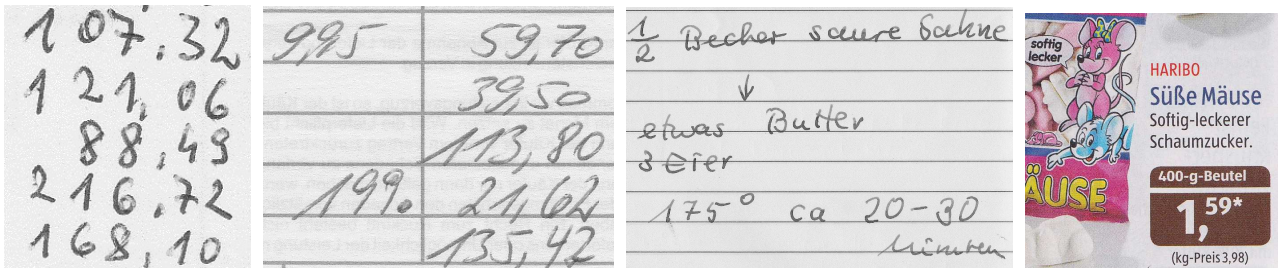 107,32
121,06
88,49
216,72
168,10
9,95 59,70
39,50
113,80
19% 21,62
135,42
1/2 Becher saure Sahne
↓
etwas Butter
3 Eier
175° ca 20-30
Minuten
softig
lecker
HARIBO
Süße Mäuse
Softig-leckerer
Schaumzucker.
ÄUSE
400-g-Beutel
1,59*
(kg-Preis 3,98)